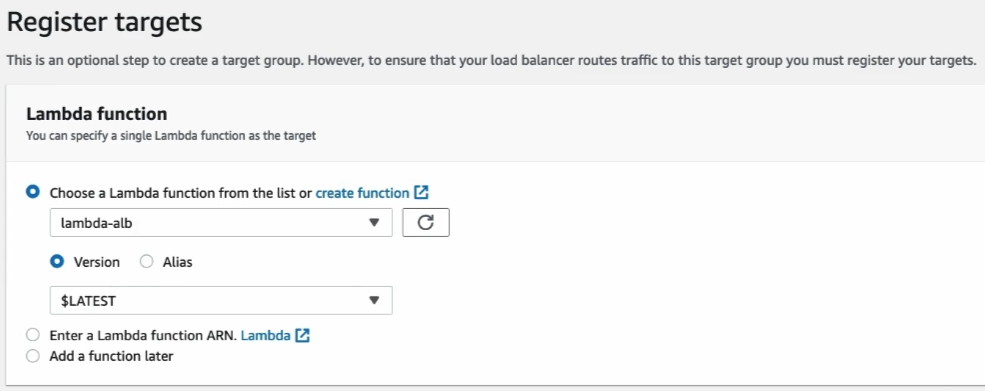 Register targets
This is an optional step to create a target group. However, to ensure that your load balancer routes traffic to this target group you must register your targets.
Lambda function
You can specify a single Lambda function as the target
Choose a Lambda function from the list or create function
lambda-alb
Version Alias
$LATEST
Enter a Lambda function ARN. Lambda
Add a function later